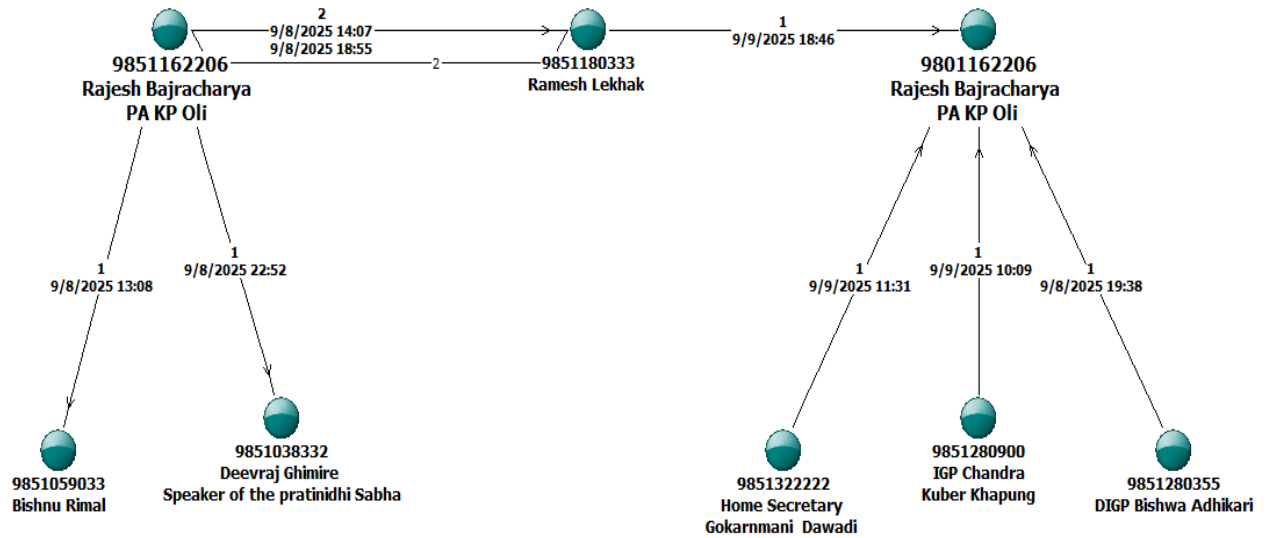 2
9/8/2025 14:07
9/8/2025 18:55
2
1
9/9/2025 18:46
9851162206
Rajesh Bajracharya
PA KP Oli
9851180333
Ramesh Lekhak
9801162206
Rajesh Bajracharya
PA KP Oli
1
9/8/2025 13:08
1
9/8/2025 22:52
1
9/9/2025 11:31
1
9/9/2025 10:09
1
9/8/2025 19:38
9851059033
Bishnu Rimal
9851038332
Deevraj Ghimire
Speaker of the pratinidhi Sabha
9851322222
Home Secretary
Gokarnmani Dawadi
9851280900
IGP Chandra
Kuber Khapung
9851280355
DIGP Bishwa Adhikari